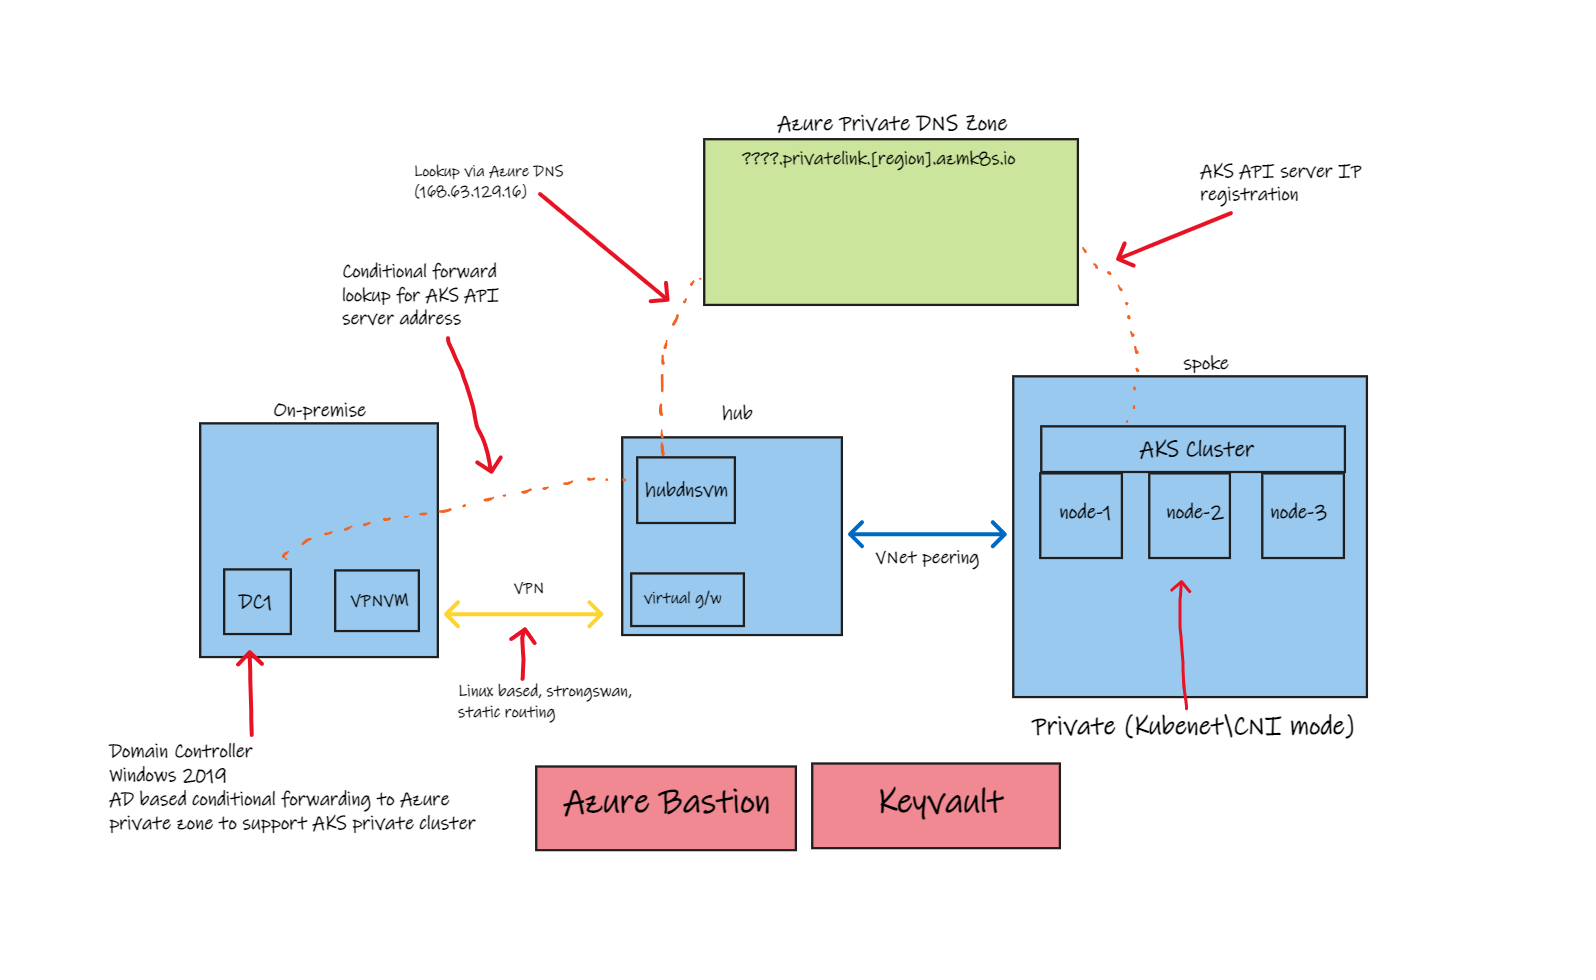 Azure Private DNS Zone
????.privatelink.[region].azmk8s.io
Lookup via Azure DNS
(168.63.129.16)
AKS API server IP
registration
Conditional forward
lookup for AKS API
server address
spoke
On-premise
hub
AKS Cluster
hubdnsvm
node-1
node-2
node-3
VNet peering
DC1
VPNVM
VPN
virtual g/w
Linux based, strongswan,
static routing
Private (Kubenet\CNI mode)
Domain Controller
Windows 2019
AD based conditional forwarding to Azure
private zone to support AKS private cluster
Azure Bastion
Keyvault